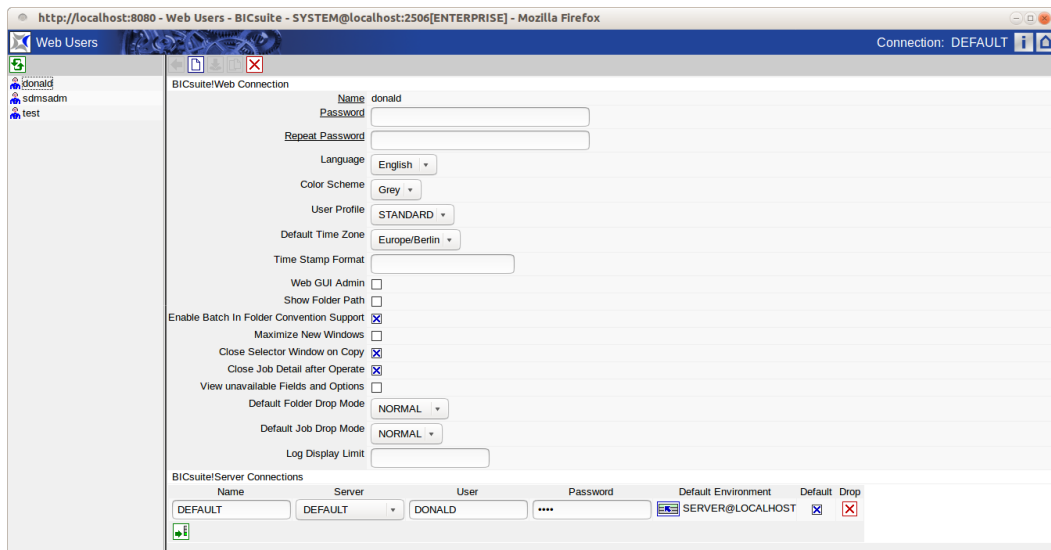 http://localhost:8080 - Web Users - BICsuite - SYSTEM@localhost:2506[ENTERPRISE] - Mozilla Firefox
Web Users
Connection: DEFAULT
donald
sdmsadm
test
BICsuite!Web Connection
Name donald
Password
Repeat Password
Language English
Color Scheme Grey
User Profile STANDARD
Default Time Zone Europe/Berlin
Time Stamp Format
Web GUI Admin
Show Folder Path
Enable Batch In Folder Convention Support
Maximize New Windows
Close Selector Window on Copy
Close Job Detail after Operate
View unavailable Fields and Options
Default Folder Drop Mode NORMAL
Default Job Drop Mode NORMAL
Log Display Limit
BICsuite!Server Connections
Name Server User Password Default Environment Default Drop
DEFAULT DEFAULT DONALD •••• SERVER@LOCALHOST